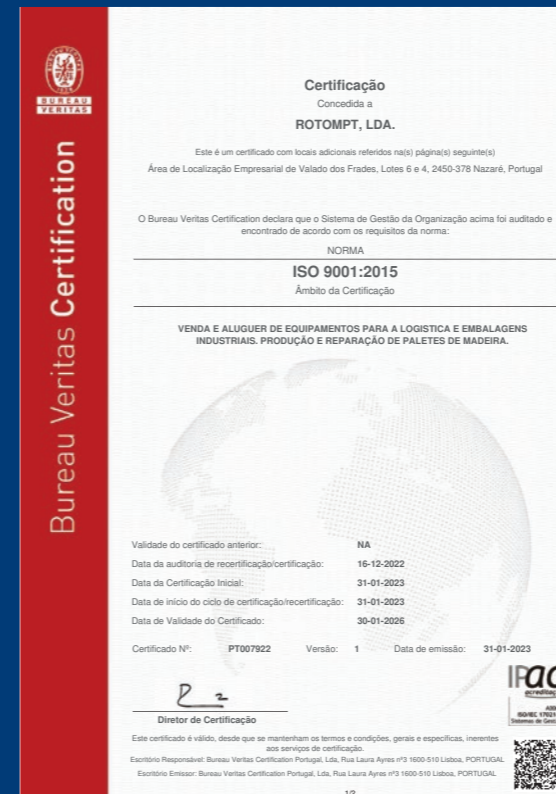 BUREAU
VERITAS
Bureau Veritas Certification
Certificação
Concedida a
ROTOMPT, LDA.
Este é um certificado com locais adicionais referidos na(s) página(s) seguinte(s)
Área de Localização Empresarial de Valado dos Frades, Lotes 6 e 4, 2450-378 Nazaré, Portugal
O Bureau Veritas Certification declara que o Sistema de Gestão da Organização acima foi auditado e
encontrado de acordo com os requisitos da norma:
NORMA
ISO 9001:2015
Âmbito da Certificação
VENDA E ALUGUER DE EQUIPAMENTOS PARA A LOGISTICA E EMBALAGENS
INDUSTRIAIS. PRODUÇÃO E REPARAÇÃO DE PALETES DE MADEIRA.
Validade do certificado anterior: NA
Data da auditoria de recertificação/certificação: 16-12-2022
Data da Certificação Inicial: 31-01-2023
Data de início do ciclo de certificação/recertificação: 31-01-2023
Data de Validade do Certificado: 30-01-2026
Certificado Nº: PT007922 Versão: 1 Data de emissão: 31-01-2023
Diretor de Certificação
Este certificado é válido, desde que se mantenham os termos e condições, gerais e específicas, inerentes
aos serviços de certificação.
Escritório Responsável: Bureau Veritas Certification Portugal, Lda, Rua Laura Ayres nº3 1600-510 Lisboa, PORTUGAL
Escritório Emissor: Bureau Veritas Certification Portugal, Lda, Rua Laura Ayres nº3 1600-510 Lisboa, PORTUGAL
1/3